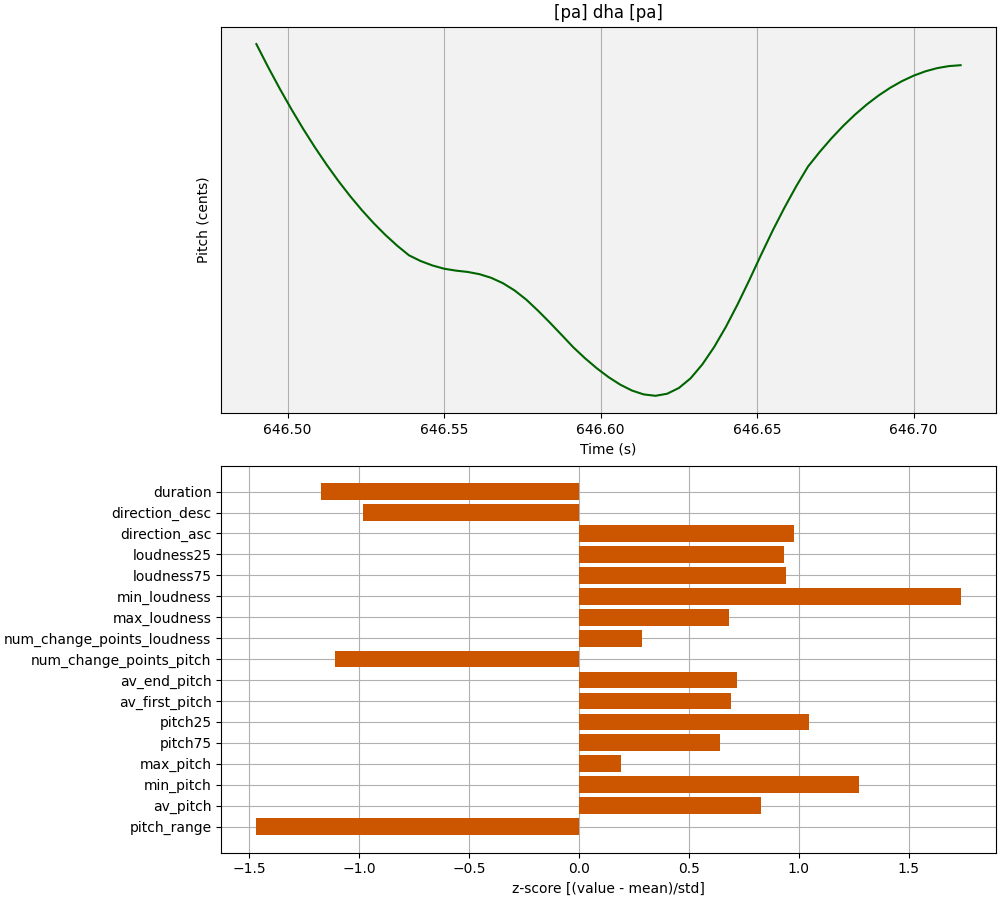 [pa] dha [pa]
Pitch (cents)
646.50 646.55 646.60 646.65 646.70
Time (s)
duration
direction_desc
direction_asc
loudness25
loudness75
min_loudness
max_loudness
num_change_points_loudness
num_change_points_pitch
av_end_pitch
av_first_pitch
pitch25
pitch75
max_pitch
min_pitch
av_pitch
pitch_range
−1.5 −1.0 −0.5 0.0 0.5 1.0 1.5
z-score [(value - mean)/std]